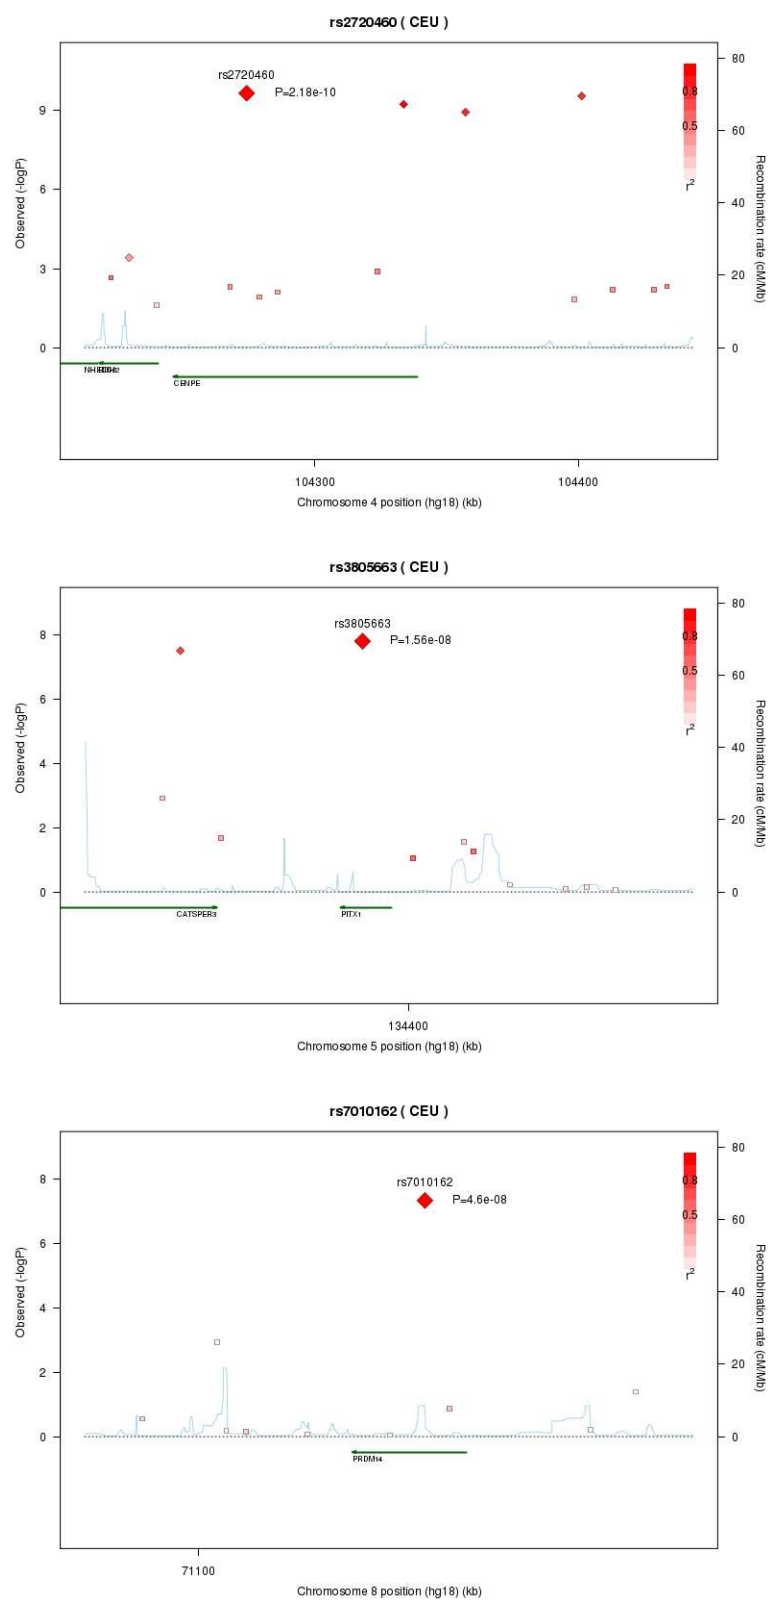 rs2720460 ( CEU )
rs2720460
P=2.18e-10
80
60
40
20
0
9
6
3
0
0.8
0.5
r2
Observed (-logP)
Recombination rate (cM/Mb)
CENPE
104300
104400
Chromosome 4 position (hg18) (kb)
rs3805663 ( CEU )
rs3805663
P=1.56e-08
80
60
40
20
0
8
6
4
2
0
0.8
0.5
r2
Observed (-logP)
Recombination rate (cM/Mb)
CATSPER3
PITX1
134400
Chromosome 5 position (hg18) (kb)
rs7010162 ( CEU )
rs7010162
P=4.6e-08
80
60
40
20
0
8
6
4
2
0
0.8
0.5
r2
Observed (-logP)
Recombination rate (cM/Mb)
PRDM14
71100
Chromosome 8 position (hg18) (kb)